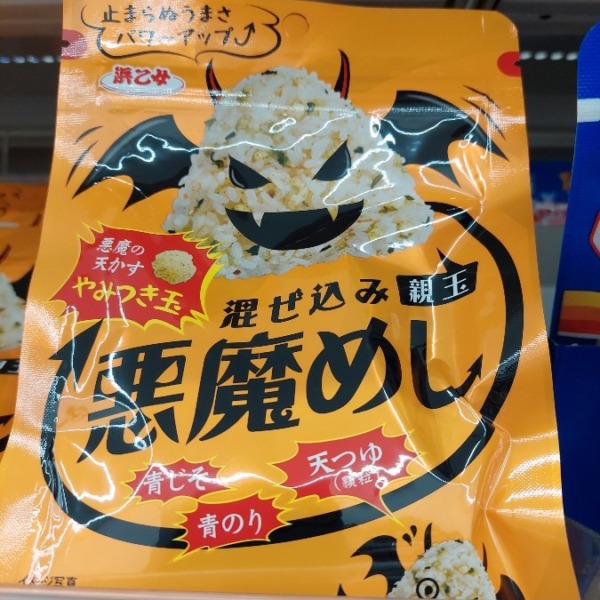 止まらぬうまさ
パワーアップ
浜乙女
悪魔の
天かす
やみつき玉
混ぜ込み 親玉
悪魔めし
青じそ
天つゆ
(顆粒)
青のり
イメージ写真